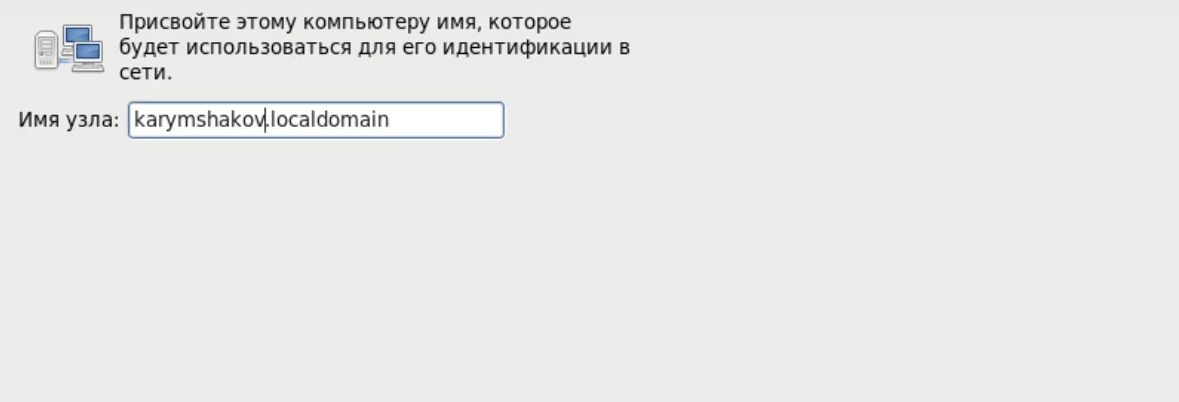 Присвойте этому компьютеру имя, которое
будет использоваться для его идентификации в
сети.
Имя узла: karymshakov.localdomain